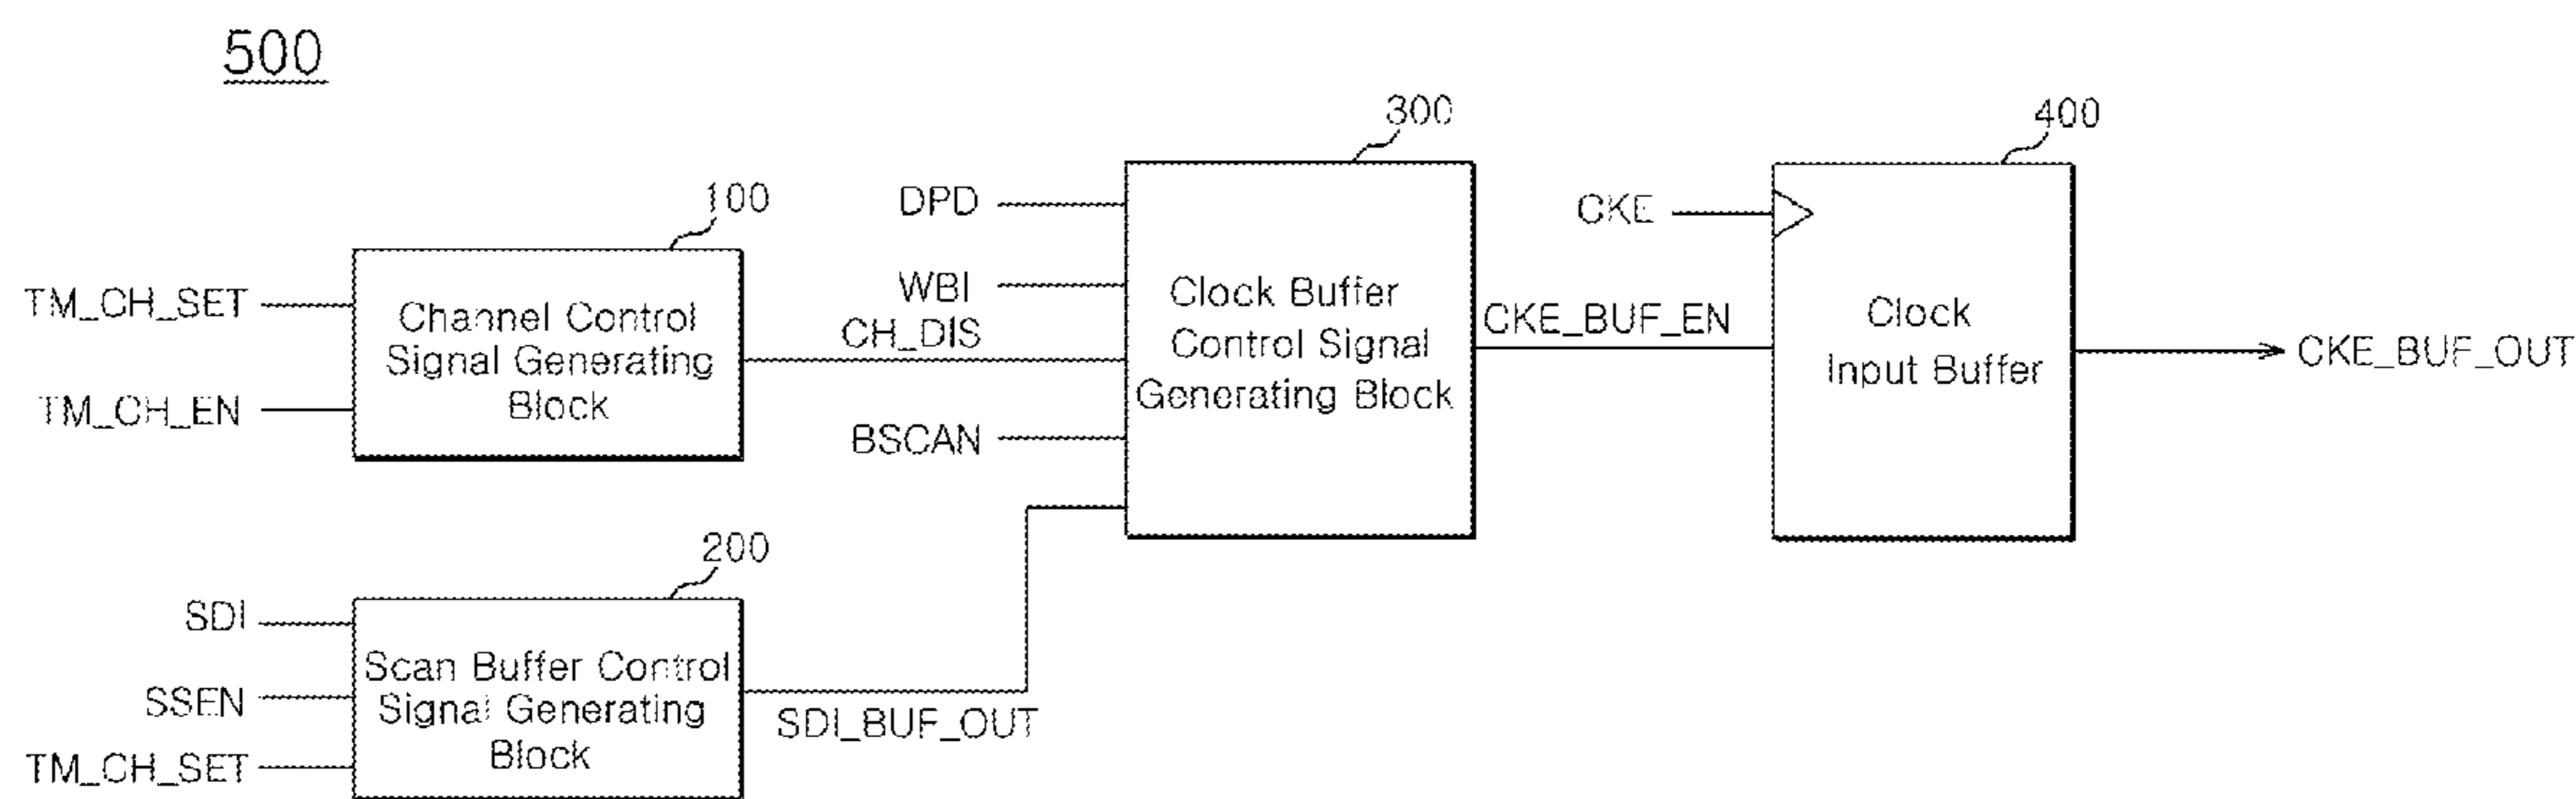 500
100
TM_CH_SET
TM_CH_EN
Channel Control
Signal Generating
Block
CH_DIS
300
DPD
WBI
BSCAN
Clock Buffer
Control Signal
Generating Block
CKE_BUF_EN
400
CKE
Clock
Input Buffer
CKE_BUF_OUT
200
SDI
SSEN
TM_CH_SET
Scan Buffer Control
Signal Generating
Block
SDI_BUF_OUT